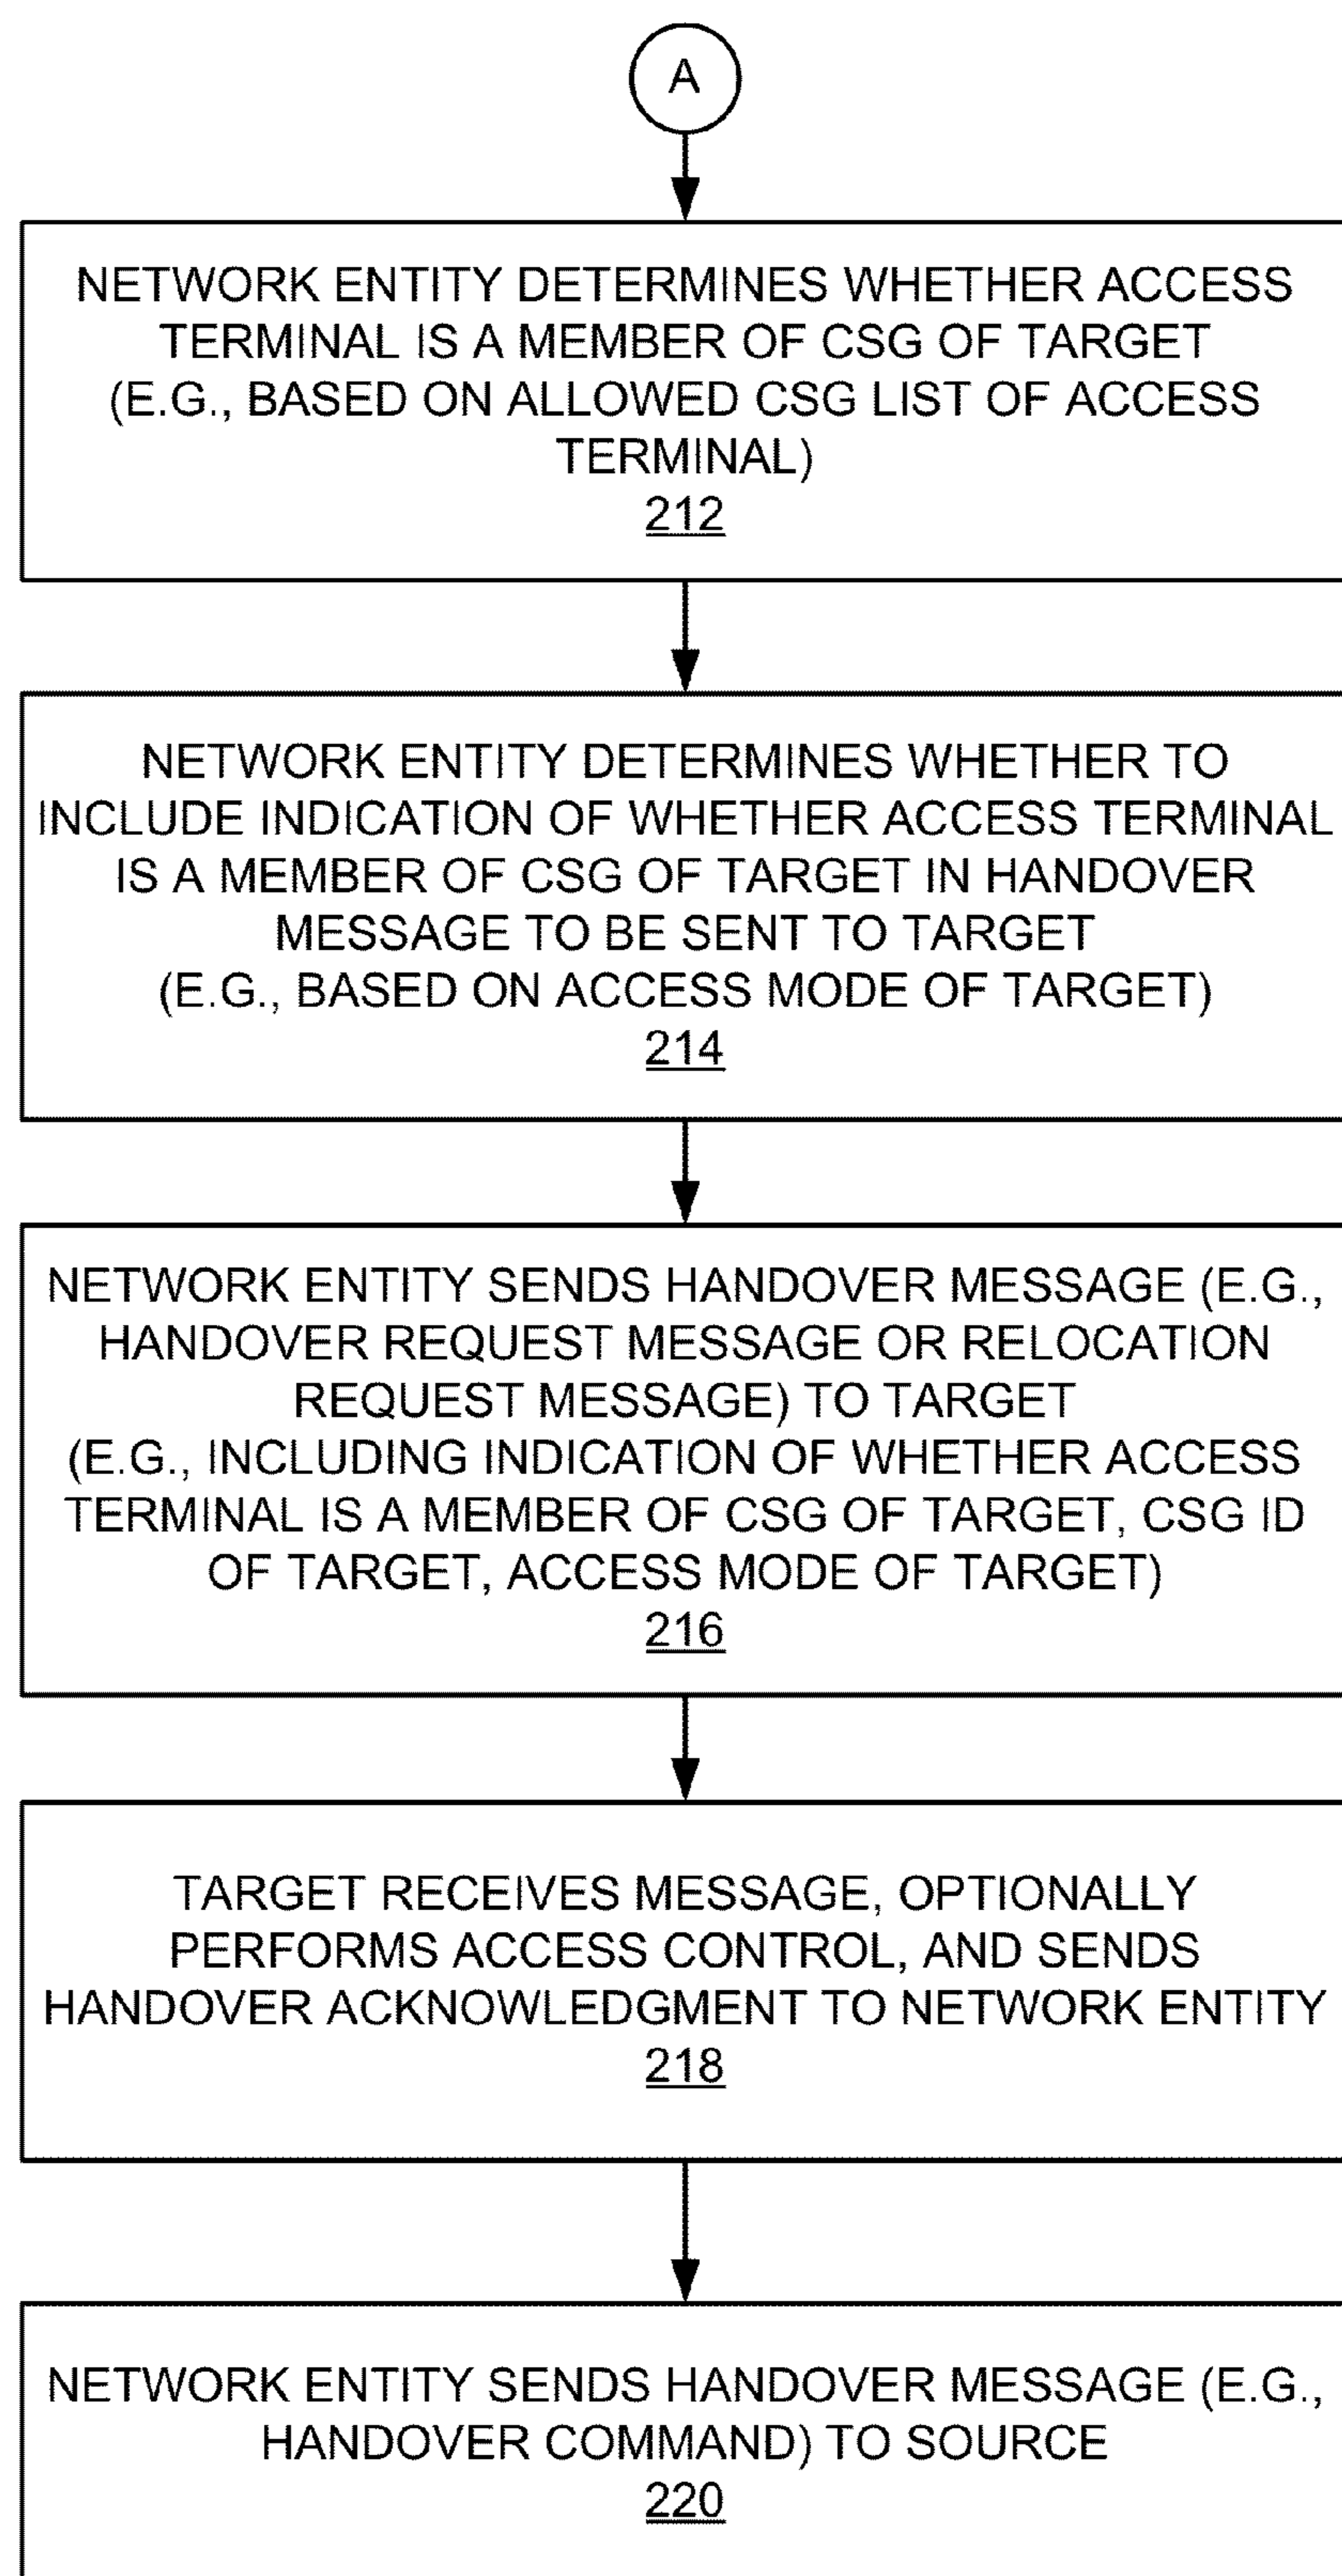 A
NETWORK ENTITY DETERMINES WHETHER ACCESS
TERMINAL IS A MEMBER OF CSG OF TARGET
(E.G., BASED ON ALLOWED CSG LIST OF ACCESS
TERMINAL)
212
NETWORK ENTITY DETERMINES WHETHER TO
INCLUDE INDICATION OF WHETHER ACCESS TERMINAL
IS A MEMBER OF CSG OF TARGET IN HANDOVER
MESSAGE TO BE SENT TO TARGET
(E.G., BASED ON ACCESS MODE OF TARGET)
214
NETWORK ENTITY SENDS HANDOVER MESSAGE (E.G.,
HANDOVER REQUEST MESSAGE OR RELOCATION
REQUEST MESSAGE) TO TARGET
(E.G., INCLUDING INDICATION OF WHETHER ACCESS
TERMINAL IS A MEMBER OF CSG OF TARGET, CSG ID
OF TARGET, ACCESS MODE OF TARGET)
216
TARGET RECEIVES MESSAGE, OPTIONALLY
PERFORMS ACCESS CONTROL, AND SENDS
HANDOVER ACKNOWLEDGMENT TO NETWORK ENTITY
218
NETWORK ENTITY SENDS HANDOVER MESSAGE (E.G.,
HANDOVER COMMAND) TO SOURCE
220